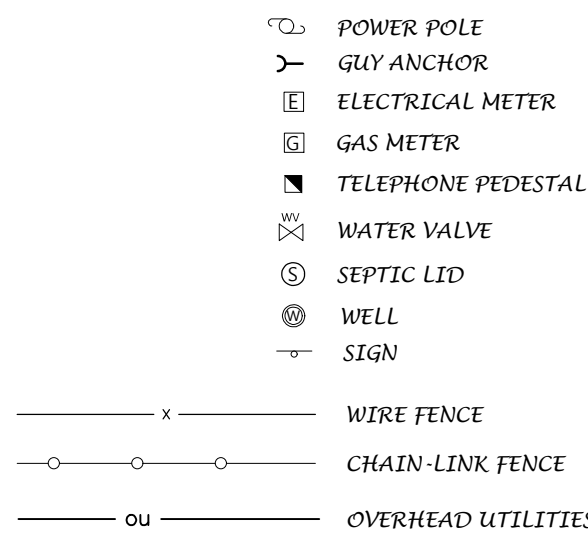 POWER POLE
GUY ANCHOR
E ELECTRICAL METER
G GAS METER
TELEPHONE PEDESTAL
WV WATER VALVE
S SEPTIC LID
W WELL
SIGN
x WIRE FENCE
CHAIN-LINK FENCE
ou OVERHEAD UTILITIES